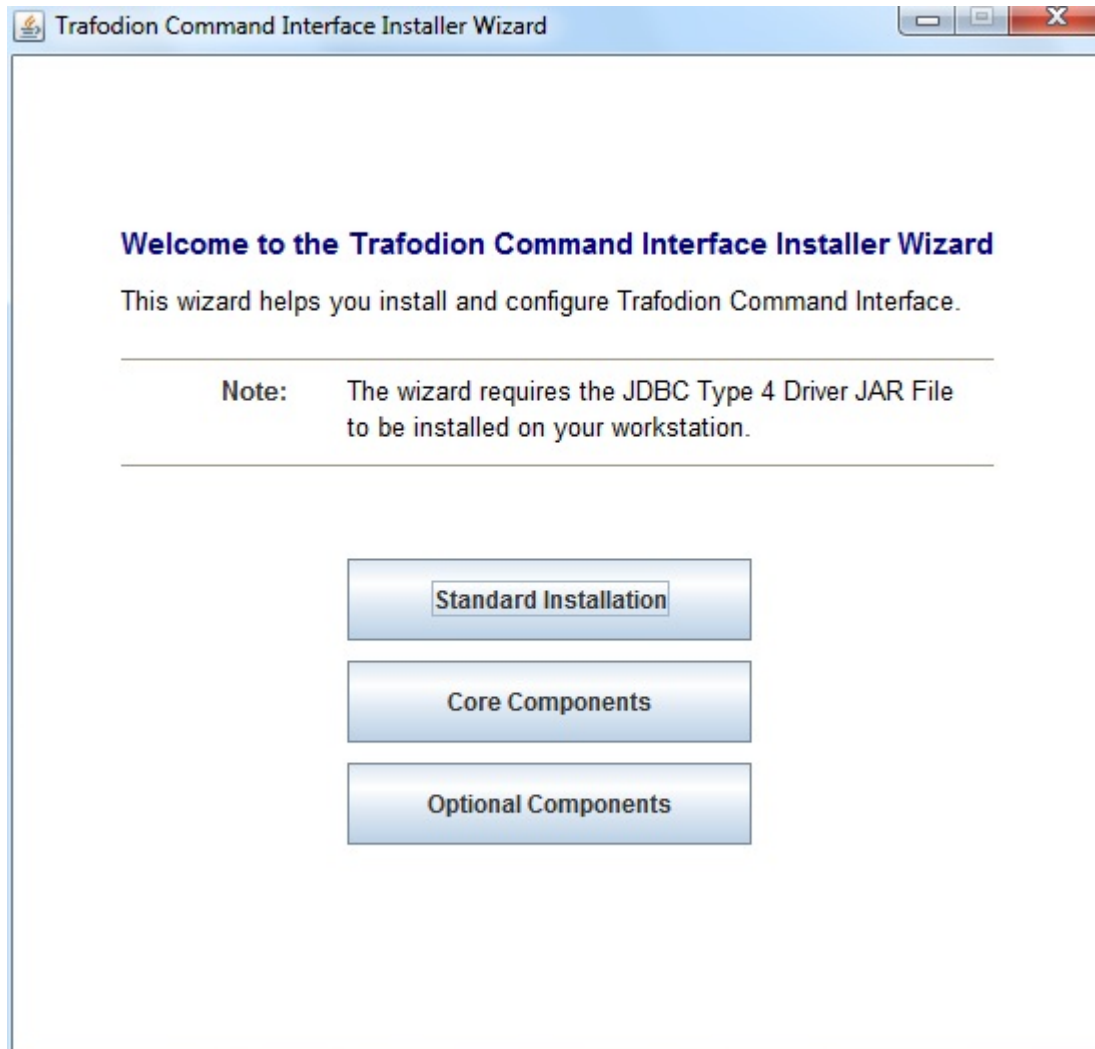 Trafodion Command Interface Installer Wizard
Welcome to the Trafodion Command Interface Installer Wizard
This wizard helps you install and configure Trafodion Command Interface.
Note: The wizard requires the JDBC Type 4 Driver JAR File
to be installed on your workstation.
Standard Installation
Core Components
Optional Components